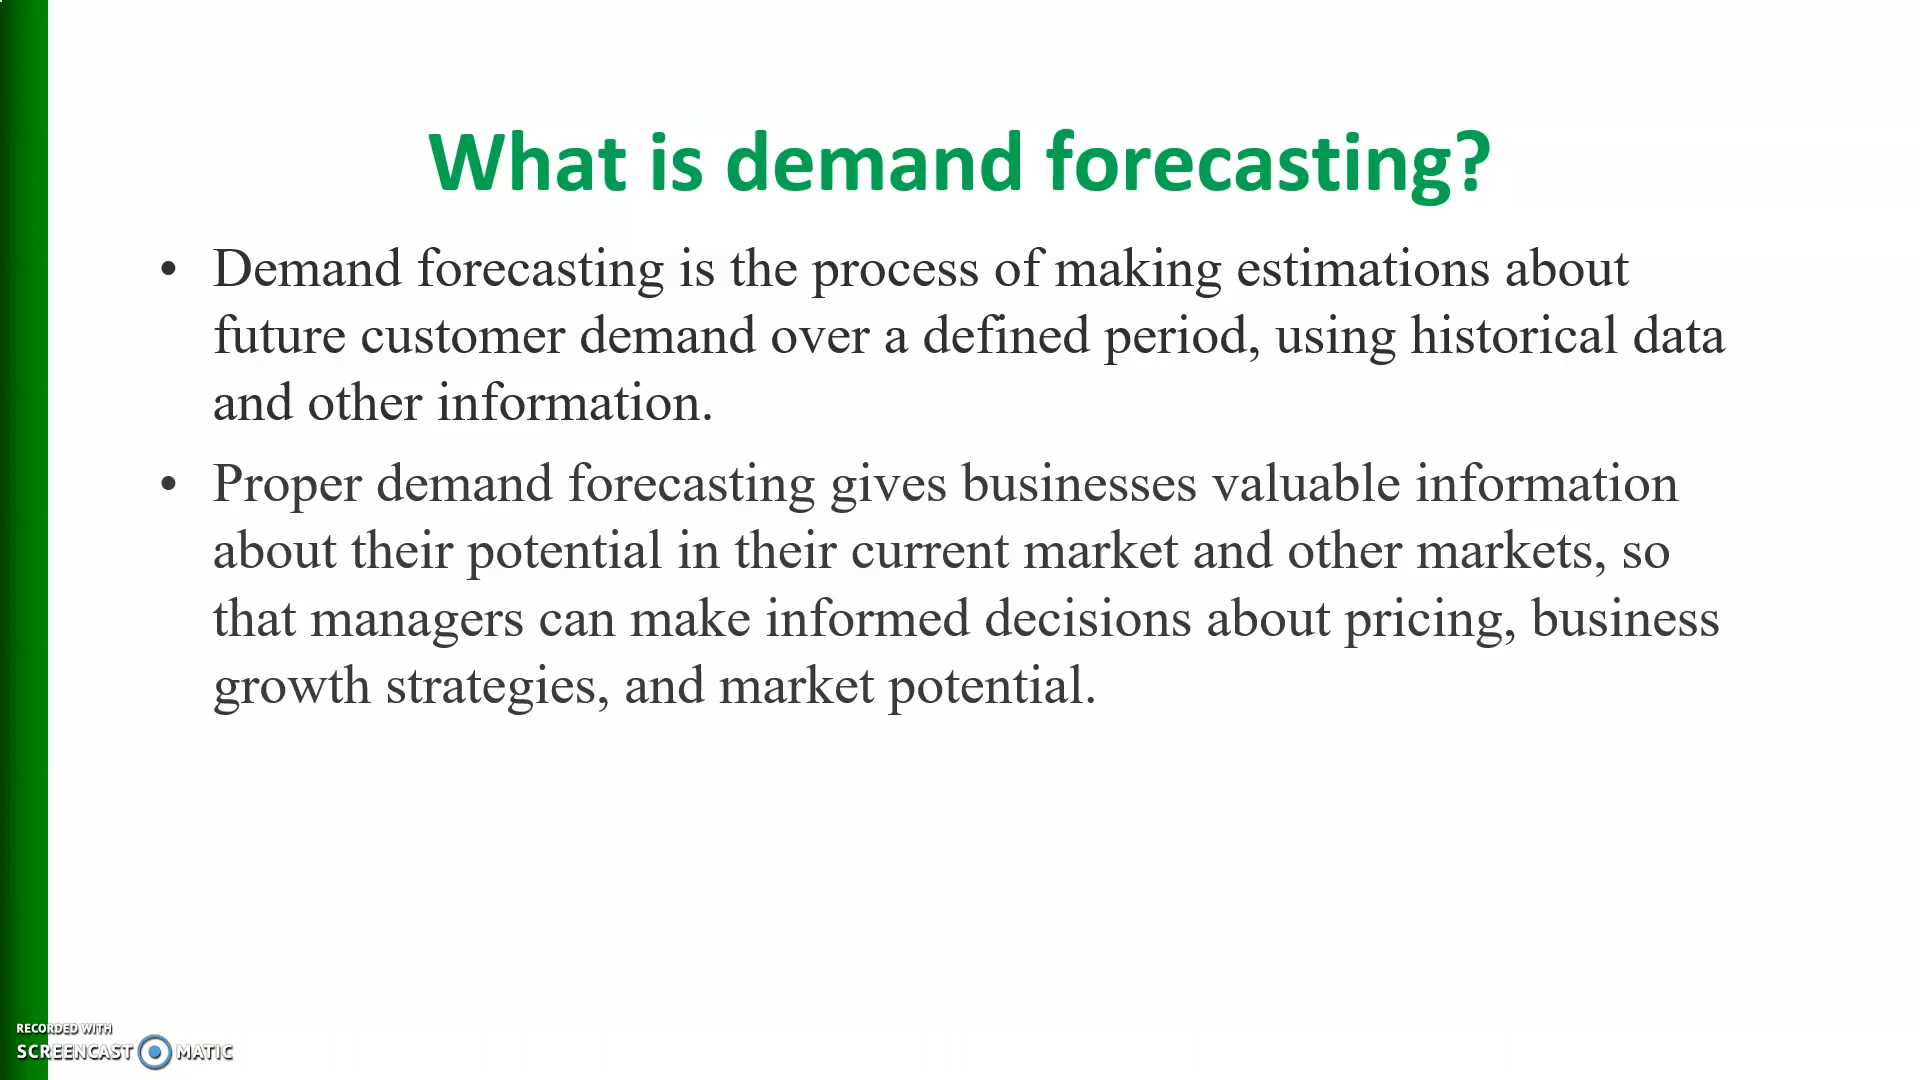 What is demand forecasting?
• Demand forecasting is the process of making estimations about
future customer demand over a defined period, using historical data
and other information.
• Proper demand forecasting gives businesses valuable information
about their potential in their current market and other markets, so
that managers can make informed decisions about pricing, business
growth strategies, and market potential.
RECORDED WITH
SCREENCAST MATIC